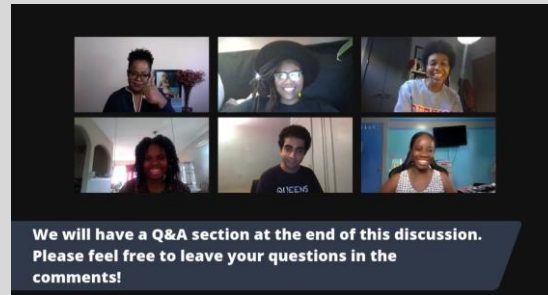 QUEENS
We will have a Q&A section at the end of this discussion.
Please feel free to leave your questions in the
comments!